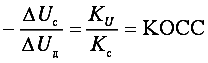 − ΔU_с / ΔU_д = K_U / K_с = КОСС